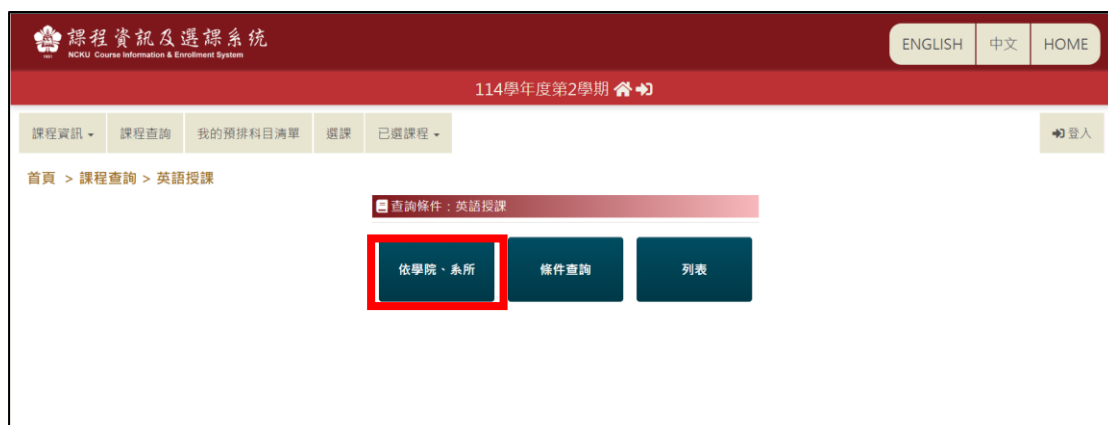 課程資訊及選課系統
NCKU Course Information & Enrollment System
ENGLISH 中文 HOME
114學年度第2學期
課程資訊 課程查詢 我的預排科目清單 選課 已選課程 登入
首頁 > 課程查詢 > 英語授課
查詢條件：英語授課
依學院、系所 條件查詢 列表